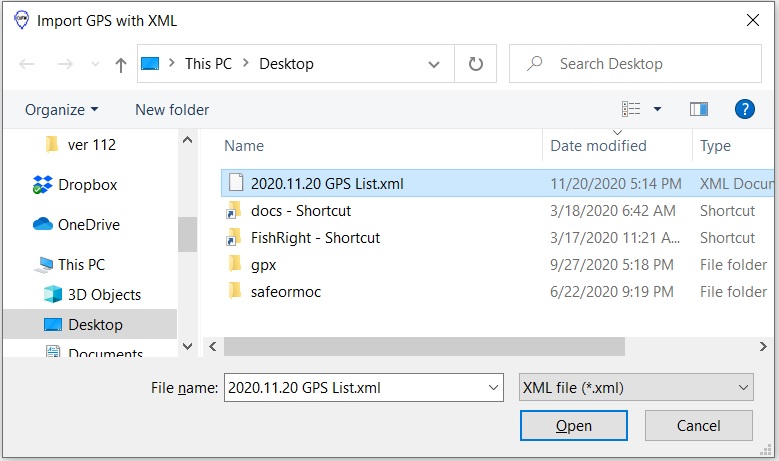 Import GPS with XML
This PC > Desktop >
Search Desktop
Organize
New folder
Name
Date modified
Type
ver 112
Dropbox
OneDrive
This PC
3D Objects
Desktop
Documents
2020.11.20 GPS List.xml 11/20/2020 5:14 PM XML Docum
docs - Shortcut 3/18/2020 6:42 AM Shortcut
FishRight - Shortcut 3/17/2020 11:21 A... Shortcut
gpx 9/27/2020 5:18 PM File folder
safeormoc 6/22/2020 9:19 PM File folder
File name: 2020.11.20 GPS List.xml
XML file (*.xml)
Open
Cancel